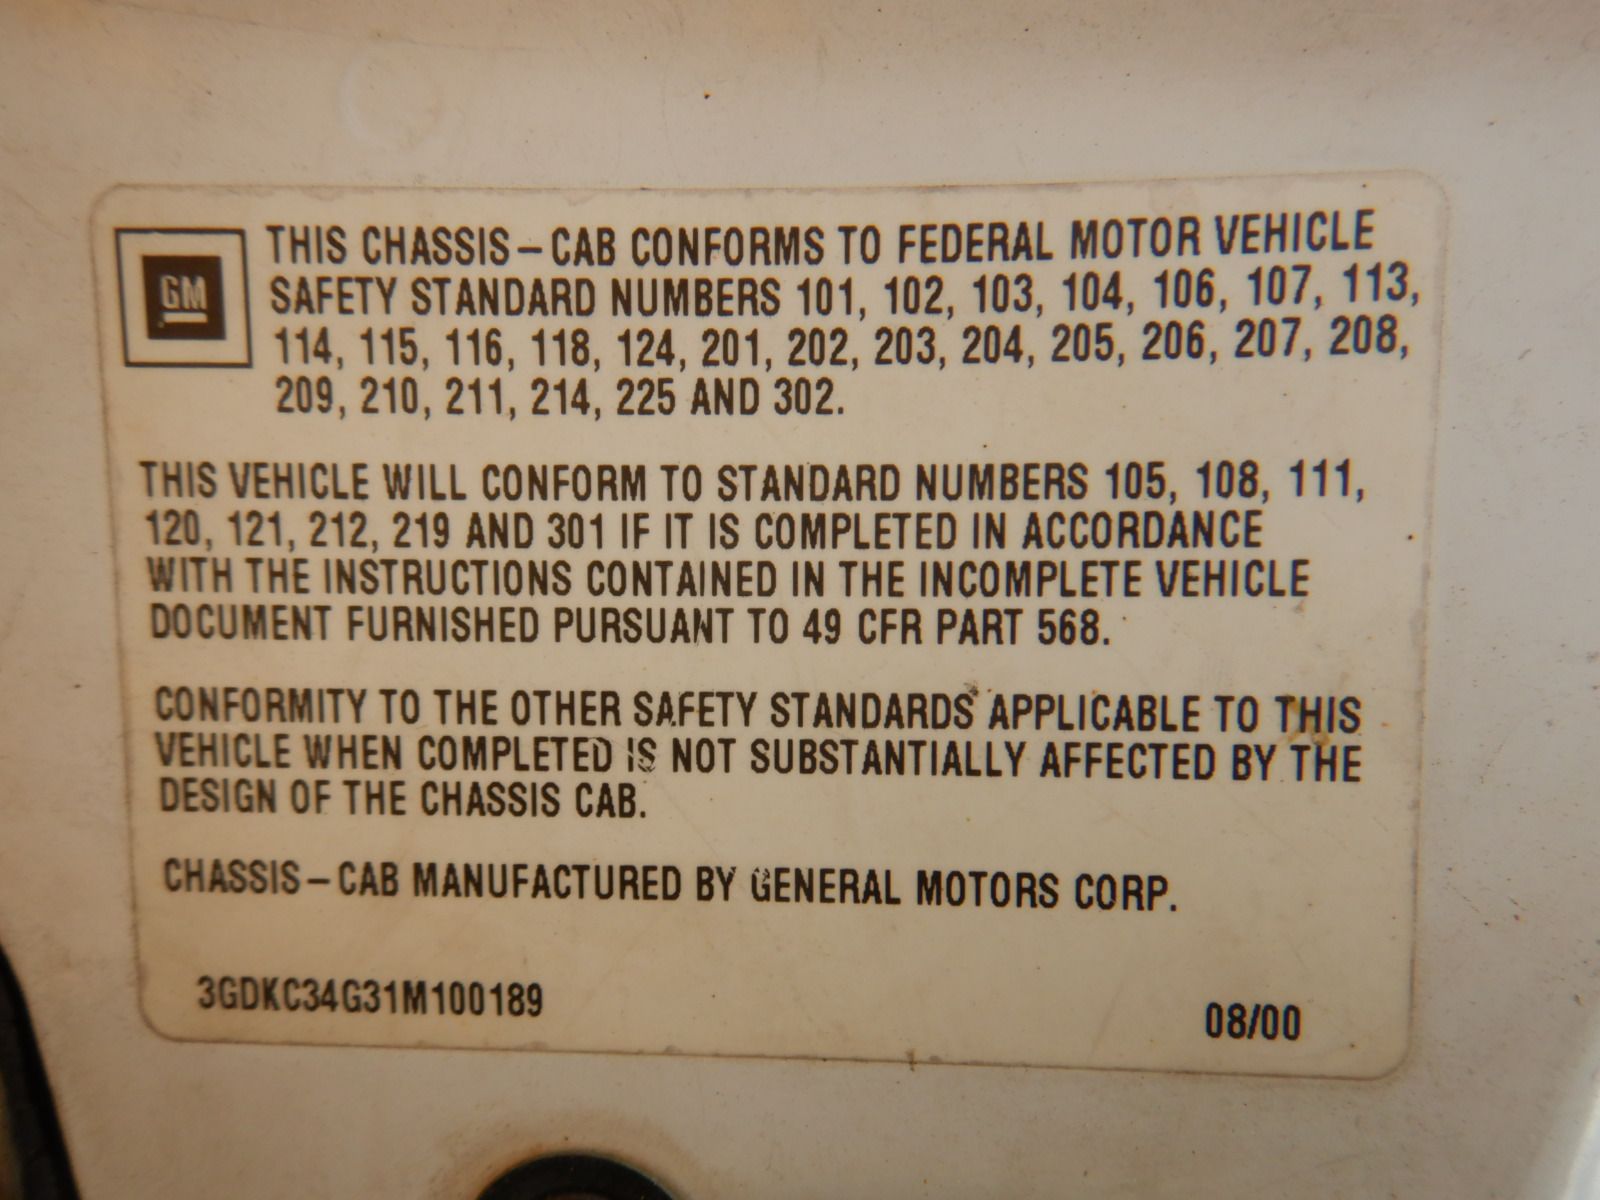 GM
THIS CHASSIS-CAB CONFORMS TO FEDERAL MOTOR VEHICLE
SAFETY STANDARD NUMBERS 101, 102, 103, 104, 106, 107, 113,
114, 115, 116, 118, 124, 201, 202, 203, 204, 205, 206, 207, 208,
209, 210, 211, 214, 225 AND 302.
THIS VEHICLE WILL CONFORM TO STANDARD NUMBERS 105, 108, 111,
120, 121, 212, 219 AND 301 IF IT IS COMPLETED IN ACCORDANCE
WITH THE INSTRUCTIONS CONTAINED IN THE INCOMPLETE VEHICLE
DOCUMENT FURNISHED PURSUANT TO 49 CFR PART 568.
CONFORMITY TO THE OTHER SAFETY STANDARDS APPLICABLE TO THIS
VEHICLE WHEN COMPLETED IS NOT SUBSTANTIALLY AFFECTED BY THE
DESIGN OF THE CHASSIS CAB.
CHASSIS-CAB MANUFACTURED BY GENERAL MOTORS CORP.
3GDKC34G31M100189
08/00